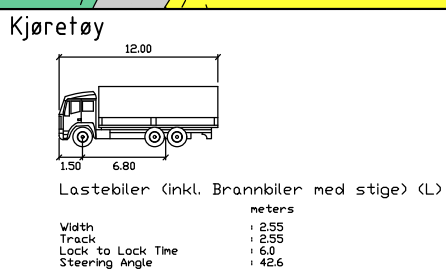 Kjøretøy
12.00
1.50 6.80
Lastebiler (inkl. Brannbiler med stige) (L)
meters
Width : 2.55
Track : 2.55
Lock to Lock Time : 6.0
Steering Angle : 42.6